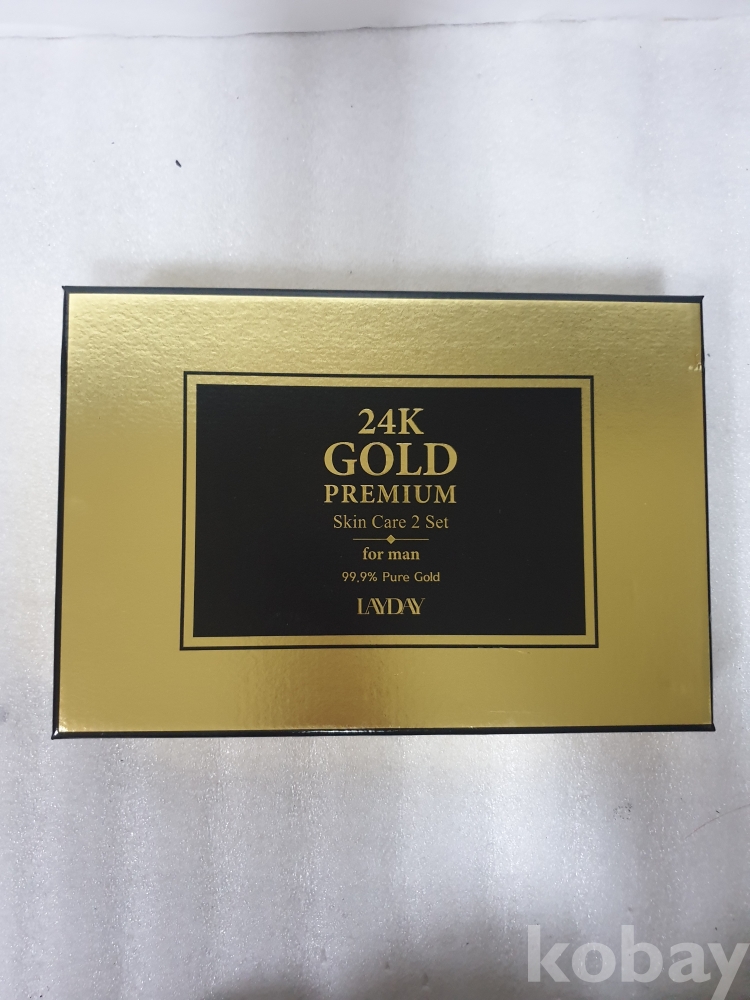 24K
GOLD
PREMIUM
Skin Care 2 Set
for man
99.9% Pure Gold
LAYDAY
kobay